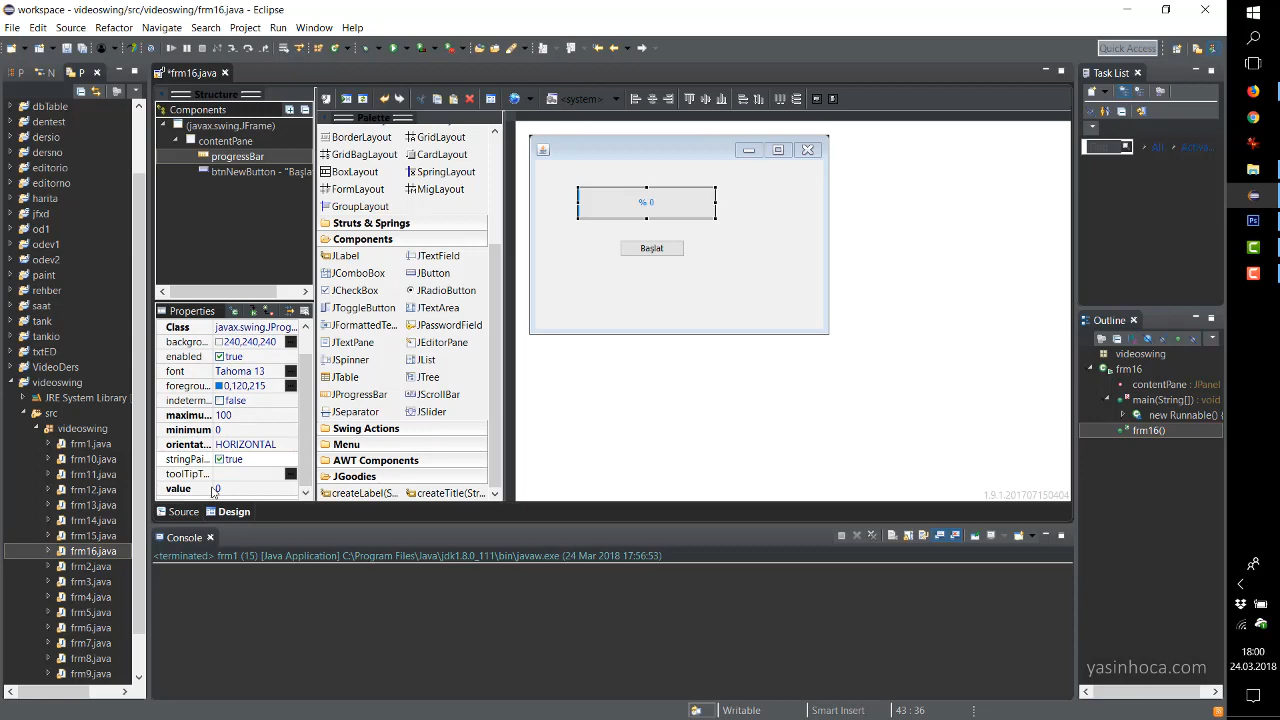 workspace - videoswing/src/videoswing/frm16.java - Eclipse
File Edit Source Refactor Navigate Search Project Run Window Help
Quick Access
P N P
*frm16.java
Task List
Structure
Components
<system>
Palette
dbTable
dentest
dersio
dersno
editorio
editorno
harita
jfxd
od1
odev1
odev2
paint
rehber
saat
tank
tankio
txtED
VideoDers
videoswing
JRE System Library
src
videoswing
frm1.java
frm10.java
frm11.java
frm12.java
frm13.java
frm14.java
frm15.java
frm16.java
frm2.java
frm3.java
frm4.java
frm5.java
frm6.java
frm7.java
frm8.java
frm9.java
(javax.swing.JFrame)
contentPane
progressBar
btnNewButton - "Başla
Properties
Class javax.swing.JProg...
backgro... 240,240,240
enabled true
font Tahoma 13
foregrou... 0,120,215
indeterm... false
maximu... 100
minimum 0
orientat... HORIZONTAL
stringPai... true
toolTipT...
value 0
Source Design
BorderLayout GridLayout
GridBagLayout CardLayout
BoxLayout SpringLayout
FormLayout MigLayout
GroupLayout
Struts & Springs
Components
JLabel JTextField
JComboBox JButton
JCheckBox JRadioButton
JToggleButton JTextArea
JFormattedTe... JPasswordField
JTextPane JEditorPane
JSpinner JList
JTable JTree
JProgressBar JScrollBar
JSeparator JSlider
Swing Actions
Menu
AWT Components
JGoodies
createLabel(S... createTitle(Str...
% 0
Başlat
1.9.1.201707150404
All Activa...
Outline
videoswing
frm16
contentPane : JPanel
main(String[]) : void
new Runnable()
frm16()
Console
<terminated> frm1 (15) [Java Application] C:\Program Files\Java\jdk1.8.0_111\bin\javaw.exe (24 Mar 2018 17:56:53)
yasinhoca.com
Writable Smart Insert 43 : 36
18:00
24.03.2018